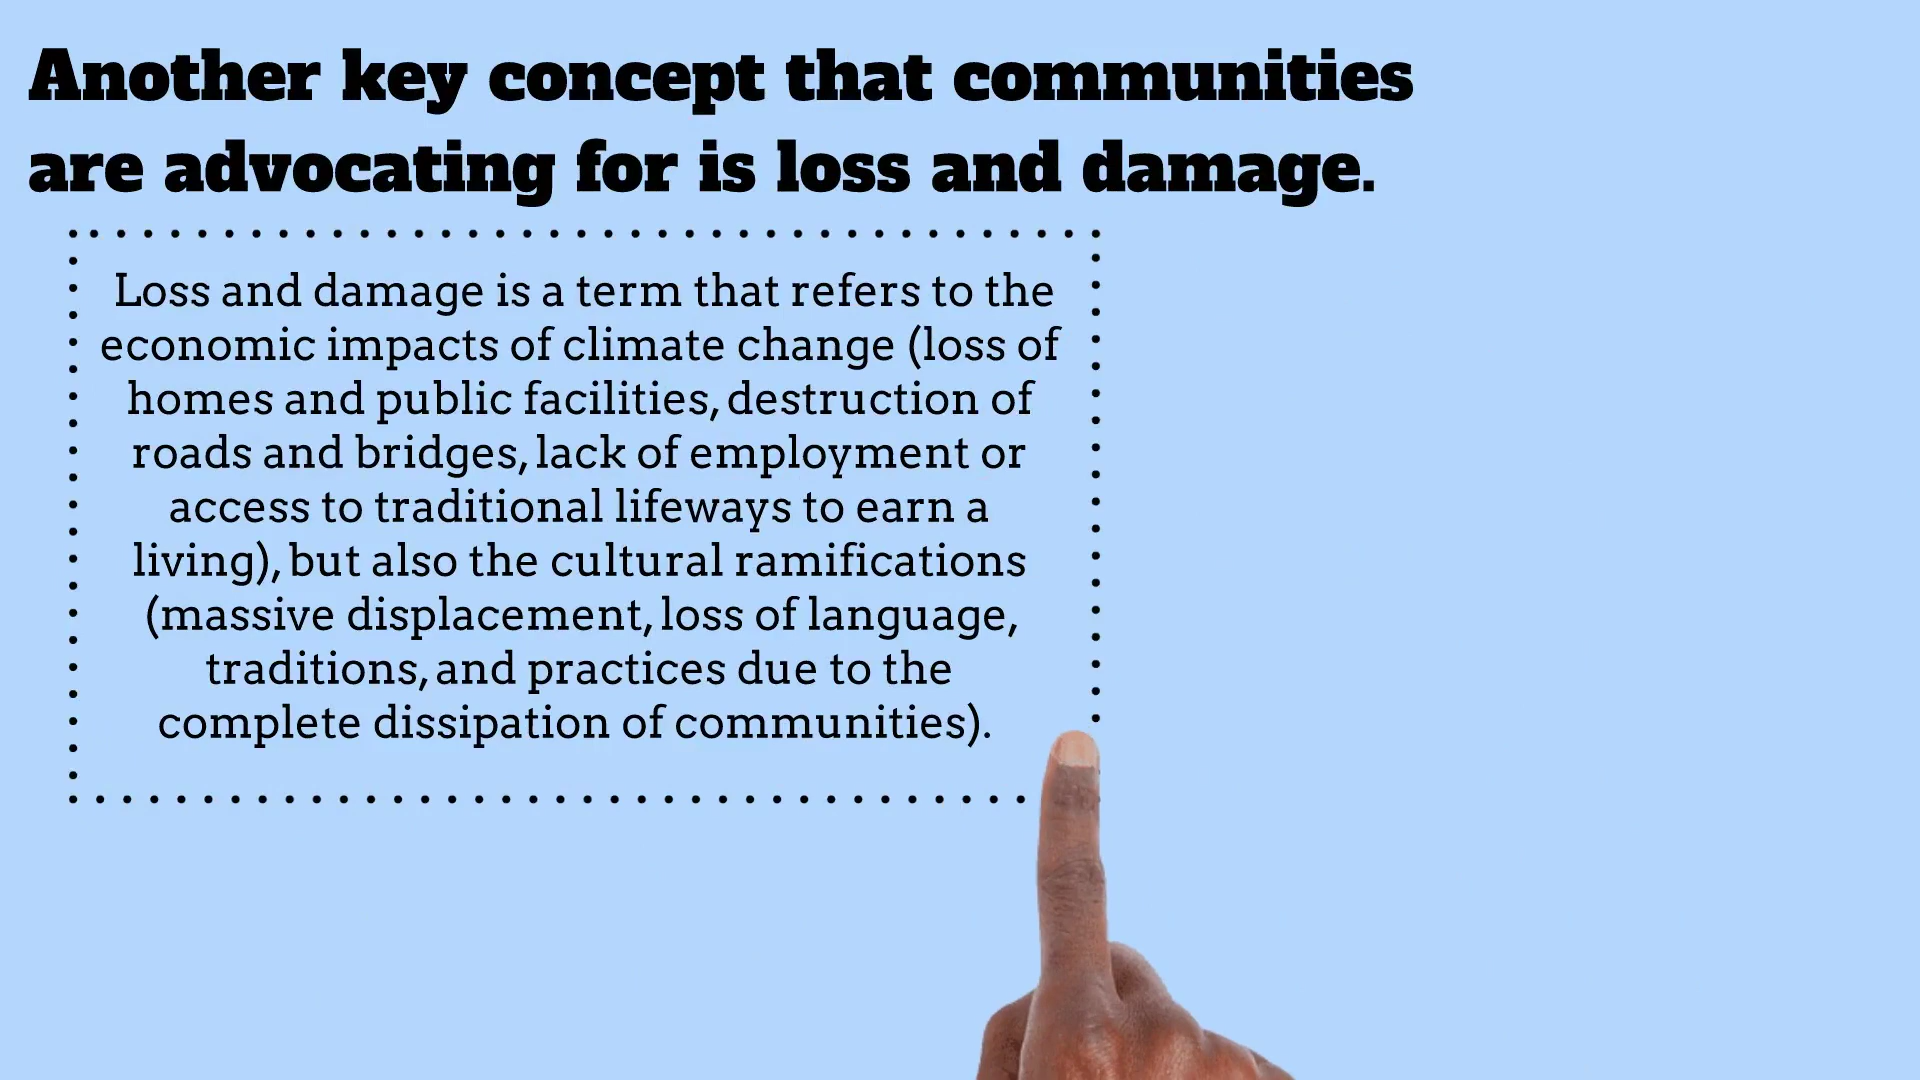 Another key concept that communities
are advocating for is loss and damage.
Loss and damage is a term that refers to the
economic impacts of climate change (loss of
homes and public facilities, destruction of
roads and bridges, lack of employment or
access to traditional lifeways to earn a
living), but also the cultural ramifications
(massive displacement, loss of language,
traditions, and practices due to the
complete dissipation of communities).